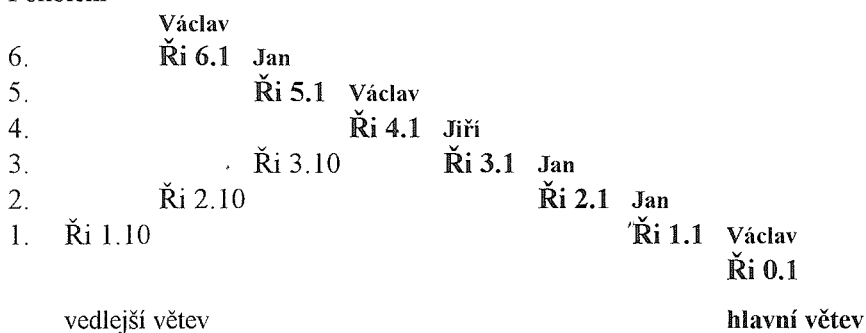 Václav
6. Ři 6.1 Jan
5. Ři 5.1 Václav
4. Ři 4.1 Jiří
3. Ři 3.10 Ři 3.1 Jan
2. Ři 2.10 Ři 2.1 Jan
1. Ři 1.10 Ři 1.1 Václav
Ři 0.1
vedlejší větev hlavní větev